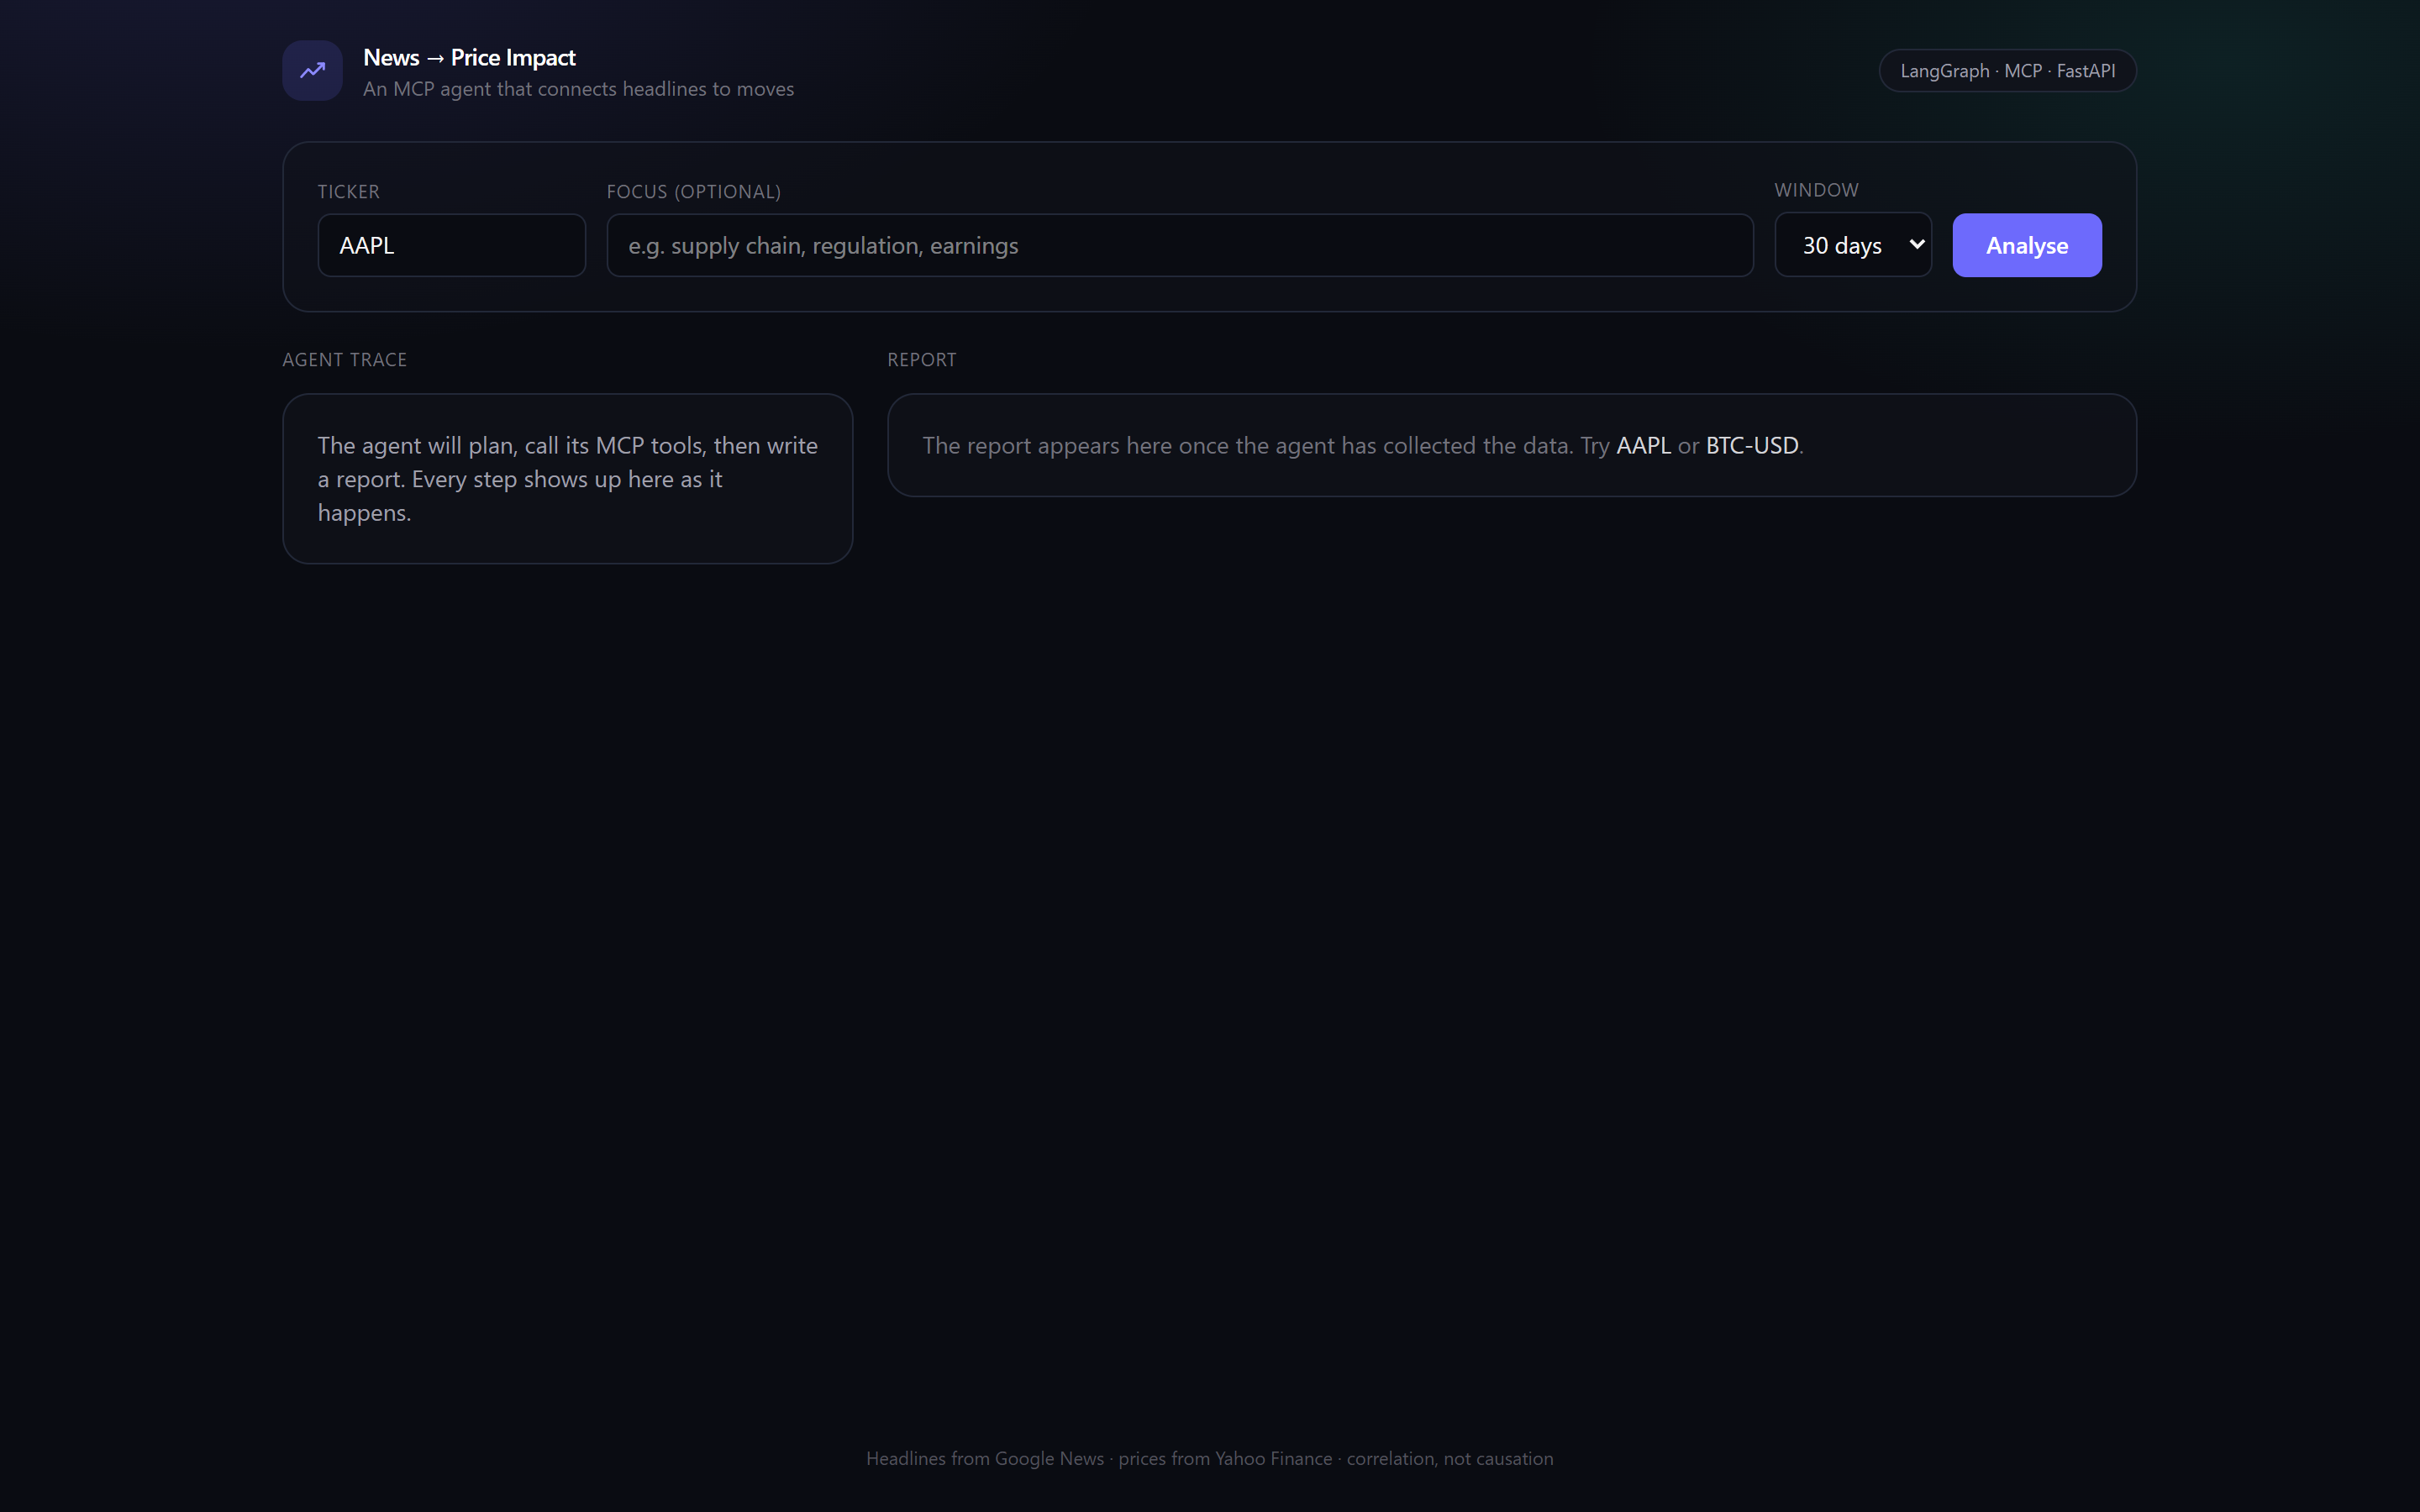 News → Price Impact
An MCP agent that connects headlines to moves
LangGraph · MCP · FastAPI
TICKER
AAPL
FOCUS (OPTIONAL)
e.g. supply chain, regulation, earnings
WINDOW
30 days
Analyse
AGENT TRACE
The agent will plan, call its MCP tools, then write
a report. Every step shows up here as it
happens.
REPORT
The report appears here once the agent has collected the data. Try AAPL or BTC-USD.
Headlines from Google News · prices from Yahoo Finance · correlation, not causation